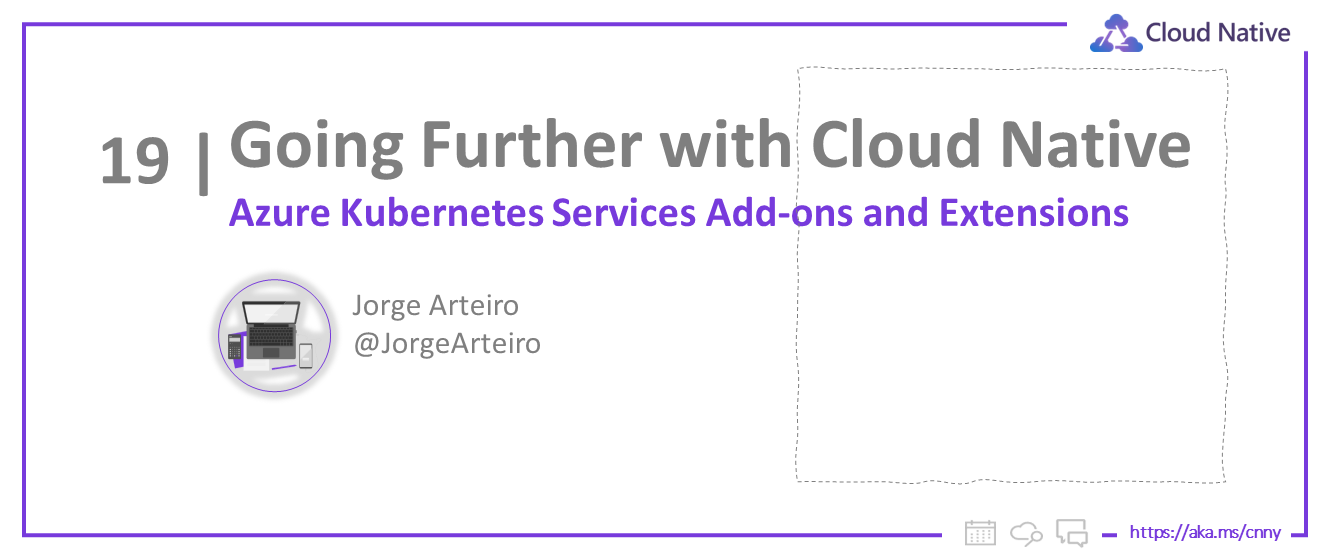 Cloud Native
19 | Going Further with Cloud Native
Azure Kubernetes Services Add-ons and Extensions
Jorge Arteiro
@JorgeArteiro
https://aka.ms/cnny